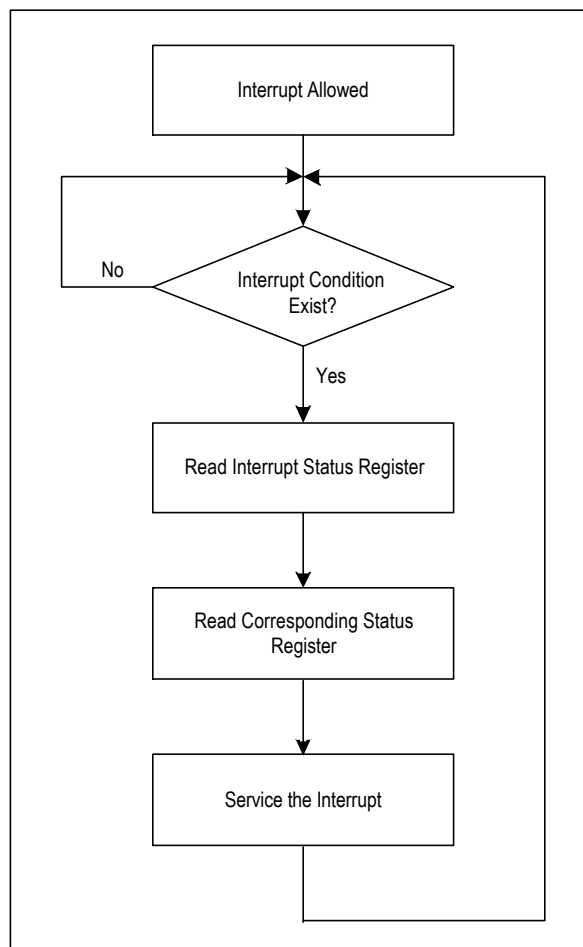 Interrupt Allowed
No
Interrupt Condition
Exist?
Yes
Read Interrupt Status Register
Read Corresponding Status
Register
Service the Interrupt